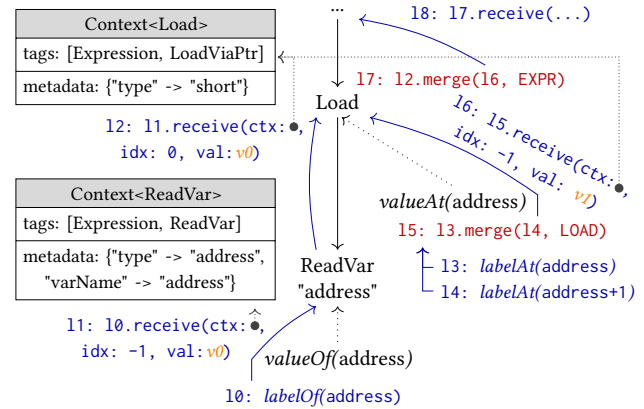 ...
l8: l7.receive(...)
Context<Load>
tags: [Expression, LoadViaPtr]
metadata: {"type" -> "short"}
l7: l2.merge(l6, EXPR)
Load
l6: l5.receive(ctx:●,
idx: -1, val: v1)
l2: l1.receive(ctx:●,
idx: 0, val:v0)
Context<ReadVar>
tags: [Expression, ReadVar]
metadata: {"type" -> "address",
"varName" -> "address"}
valueAt(address)
l5: l3.merge(l4, LOAD)
l3: labelAt(address)
l4: labelAt(address+1)
ReadVar
"address"
l1: l0.receive(ctx:●,
idx: -1, val:v0)
valueOf(address)
l0: labelOf(address)